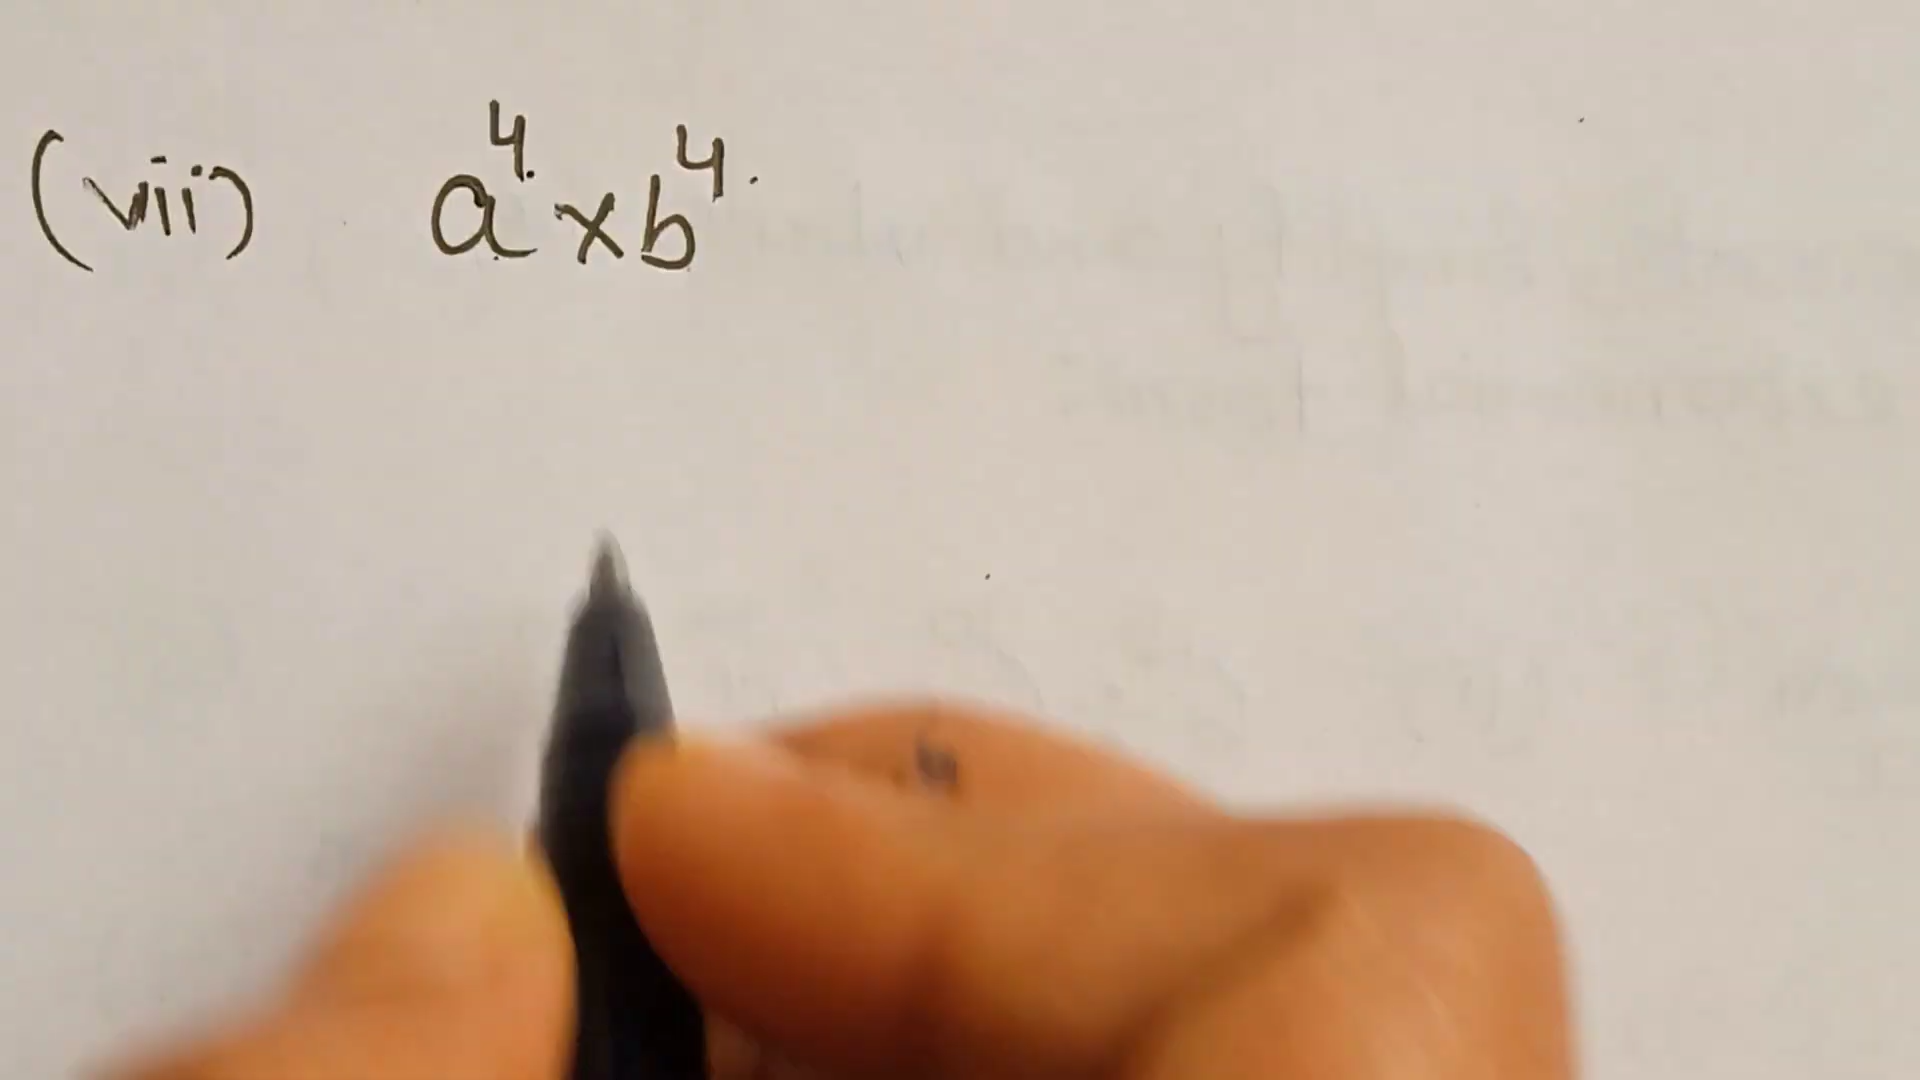 (vii) a⁴ × b⁴.